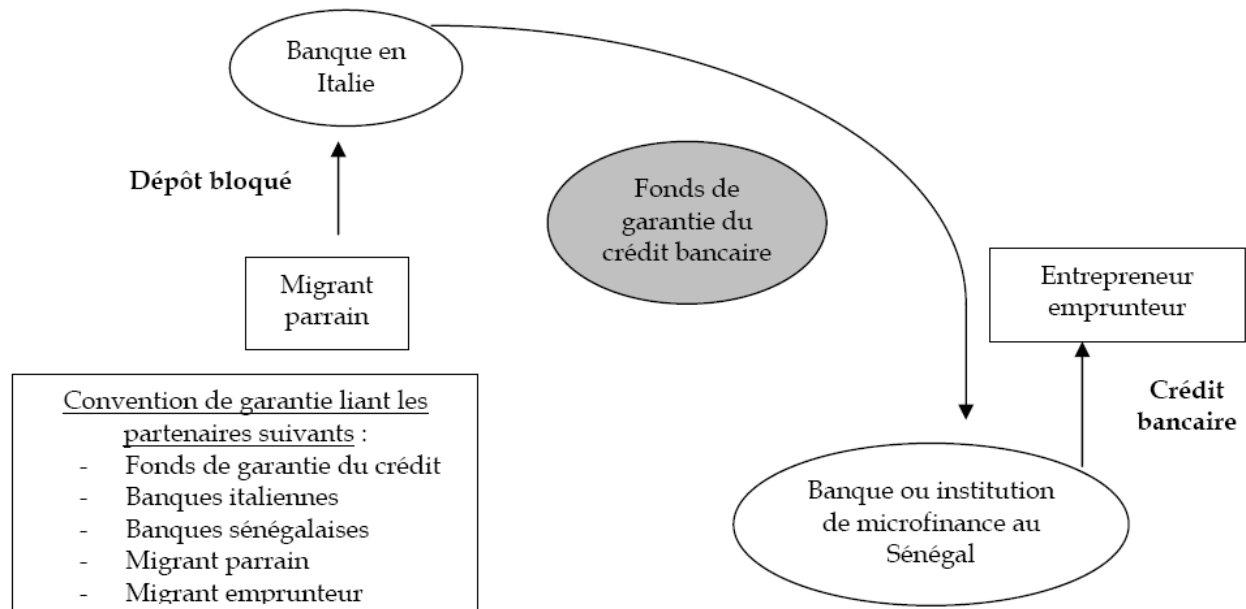 Banque en
Italie
Dépôt bloqué
Fonds de
garantie du
crédit bancaire
Migrant
parrain
Entrepreneur
emprunteur
Crédit
bancaire
Banque ou institution
de microfinance au
Sénégal
Convention de garantie liant les
partenaires suivants :
- Fonds de garantie du crédit
- Banques italiennes
- Banques sénégalaises
- Migrant parrain
- Migrant emprunteur